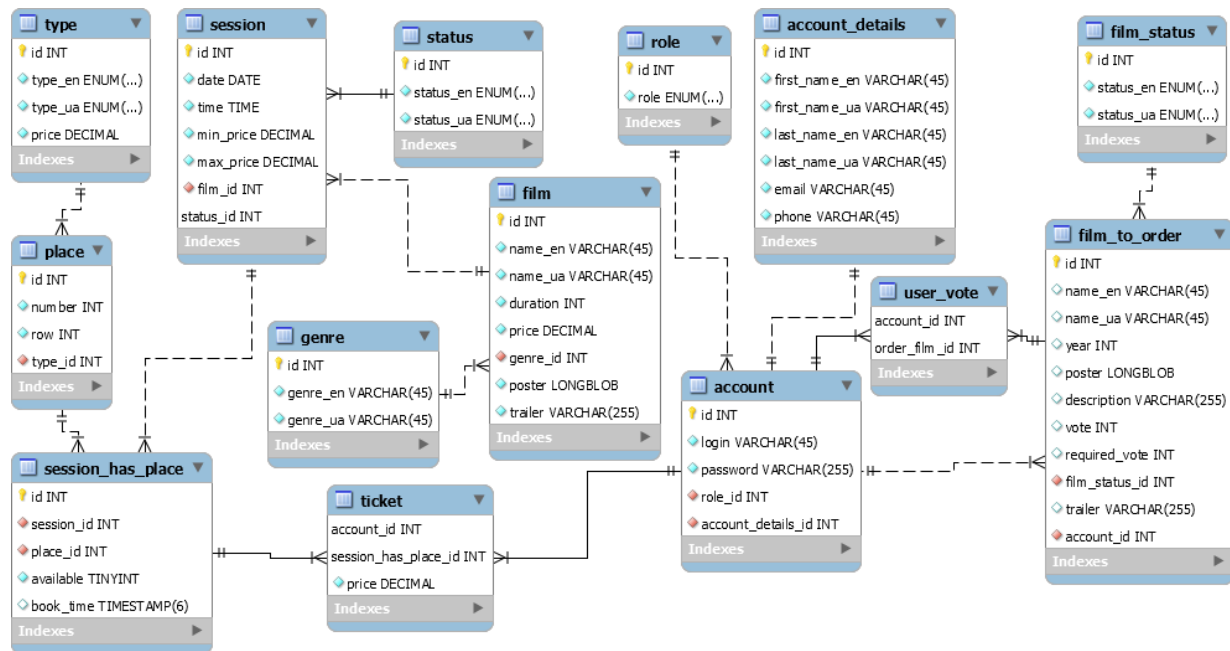 type
id INT
type_en ENUM(...)
type_ua ENUM(...)
price DECIMAL
Indexes
session
id INT
date DATE
time TIME
min_price DECIMAL
max_price DECIMAL
film_id INT
status_id INT
Indexes
status
id INT
status_en ENUM(...)
status_ua ENUM(...)
Indexes
role
id INT
role ENUM(...)
Indexes
account_details
id INT
first_name_en VARCHAR(45)
first_name_ua VARCHAR(45)
last_name_en VARCHAR(45)
last_name_ua VARCHAR(45)
email VARCHAR(45)
phone VARCHAR(45)
Indexes
film_status
id INT
status_en ENUM(...)
status_ua ENUM(...)
Indexes
place
id INT
number INT
row INT
type_id INT
Indexes
genre
id INT
genre_en VARCHAR(45)
genre_ua VARCHAR(45)
Indexes
film
id INT
name_en VARCHAR(45)
name_ua VARCHAR(45)
duration INT
price DECIMAL
genre_id INT
poster LONGBLOB
trailer VARCHAR(255)
Indexes
user_vote
account_id INT
order_film_id INT
Indexes
film_to_order
id INT
name_en VARCHAR(45)
name_ua VARCHAR(45)
year INT
poster LONGBLOB
description VARCHAR(255)
vote INT
required_vote INT
film_status_id INT
trailer VARCHAR(255)
account_id INT
Indexes
session_has_place
id INT
session_id INT
place_id INT
available TINYINT
book_time TIMESTAMP(6)
Indexes
ticket
account_id INT
session_has_place_id INT
price DECIMAL
Indexes
account
id INT
login VARCHAR(45)
password VARCHAR(255)
role_id INT
account_details_id INT
Indexes